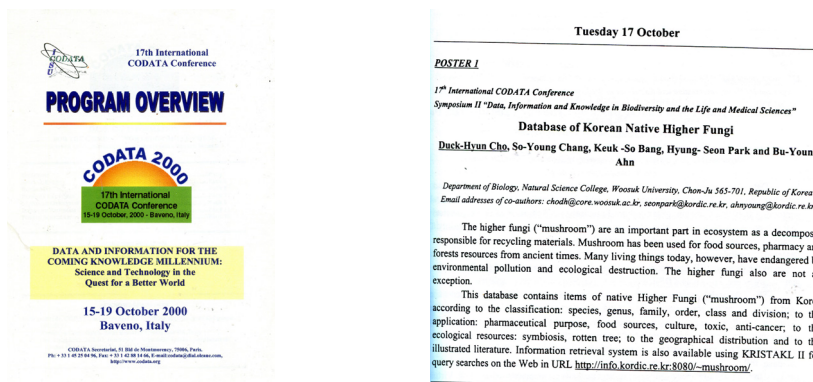 CODATA
17th International
CODATA Conference
PROGRAM OVERVIEW
CODATA 2000
17th International
CODATA Conference
15-19 October, 2000 - Baveno, Italy
DATA AND INFORMATION FOR THE
COMING KNOWLEDGE MILLENNIUM:
Science and Technology in the
Quest for a Better World
15-19 October 2000
Baveno, Italy
CODATA Secretariat, 51 Bld de Montmorency, 75016, Paris.
Ph: + 33 1 45 25 04 96, Fax: + 33 1 42 88 14 66, E-mail:codata@dial.oleane.com,
http://www.codata.org
Tuesday 17 October
POSTER 1
17th International CODATA Conference
Symposium II "Data, Information and Knowledge in Biodiversity and the Life and Medical Sciences"
Database of Korean Native Higher Fungi
Duck-Hyun Cho, So-Young Chang, Keuk -So Bang, Hyung- Seon Park and Bu-Youn
Ahn
Department of Biology, Natural Science College, Woosuk University, Chon-Ju 565-701, Republic of Korea
Email addresses of co-authors: chodh@core.woosuk.ac.kr, seonpark@kordic.re.kr, ahnyoung@kordic.re.k
The higher fungi ("mushroom") are an important part in ecosystem as a decompos
responsible for recycling materials. Mushroom has been used for food sources, pharmacy a
forests resources from ancient times. Many living things today, however, have endangered
environmental pollution and ecological destruction. The higher fungi also are not
exception.
This database contains items of native Higher Fungi ("mushroom") from Kor
according to the classification: species, genus, family, order, class and division; to th
application: pharmaceutical purpose, food sources, culture, toxic, anti-cancer; to th
ecological resources: symbiosis, rotten tree; to the geographical distribution and to th
illustrated literature. Information retrieval system is also available using KRISTAKL II f
query searches on the Web in URL http://info.kordic.re.kr:8080/~mushroom/.